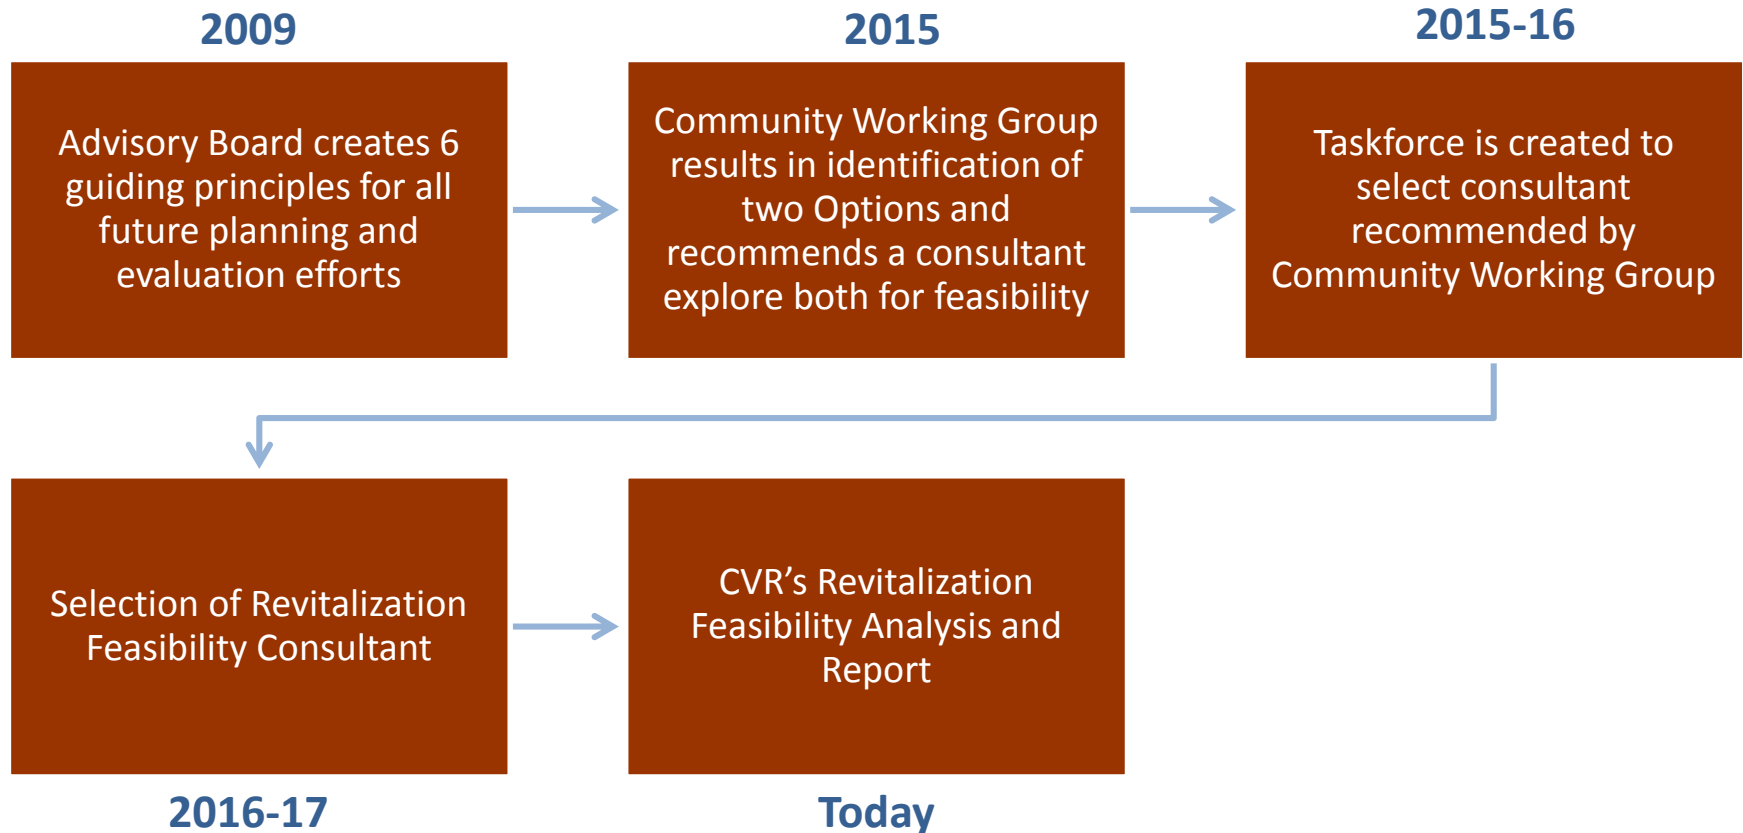 2009
Advisory Board creates 6
guiding principles for all
future planning and
evaluation efforts
2015
Community Working Group
results in identification of
two Options and
recommends a consultant
explore both for feasibility
2015-16
Taskforce is created to
select consultant
recommended by
Community Working Group
Selection of Revitalization
Feasibility Consultant
2016-17
CVR’s Revitalization
Feasibility Analysis and
Report
Today